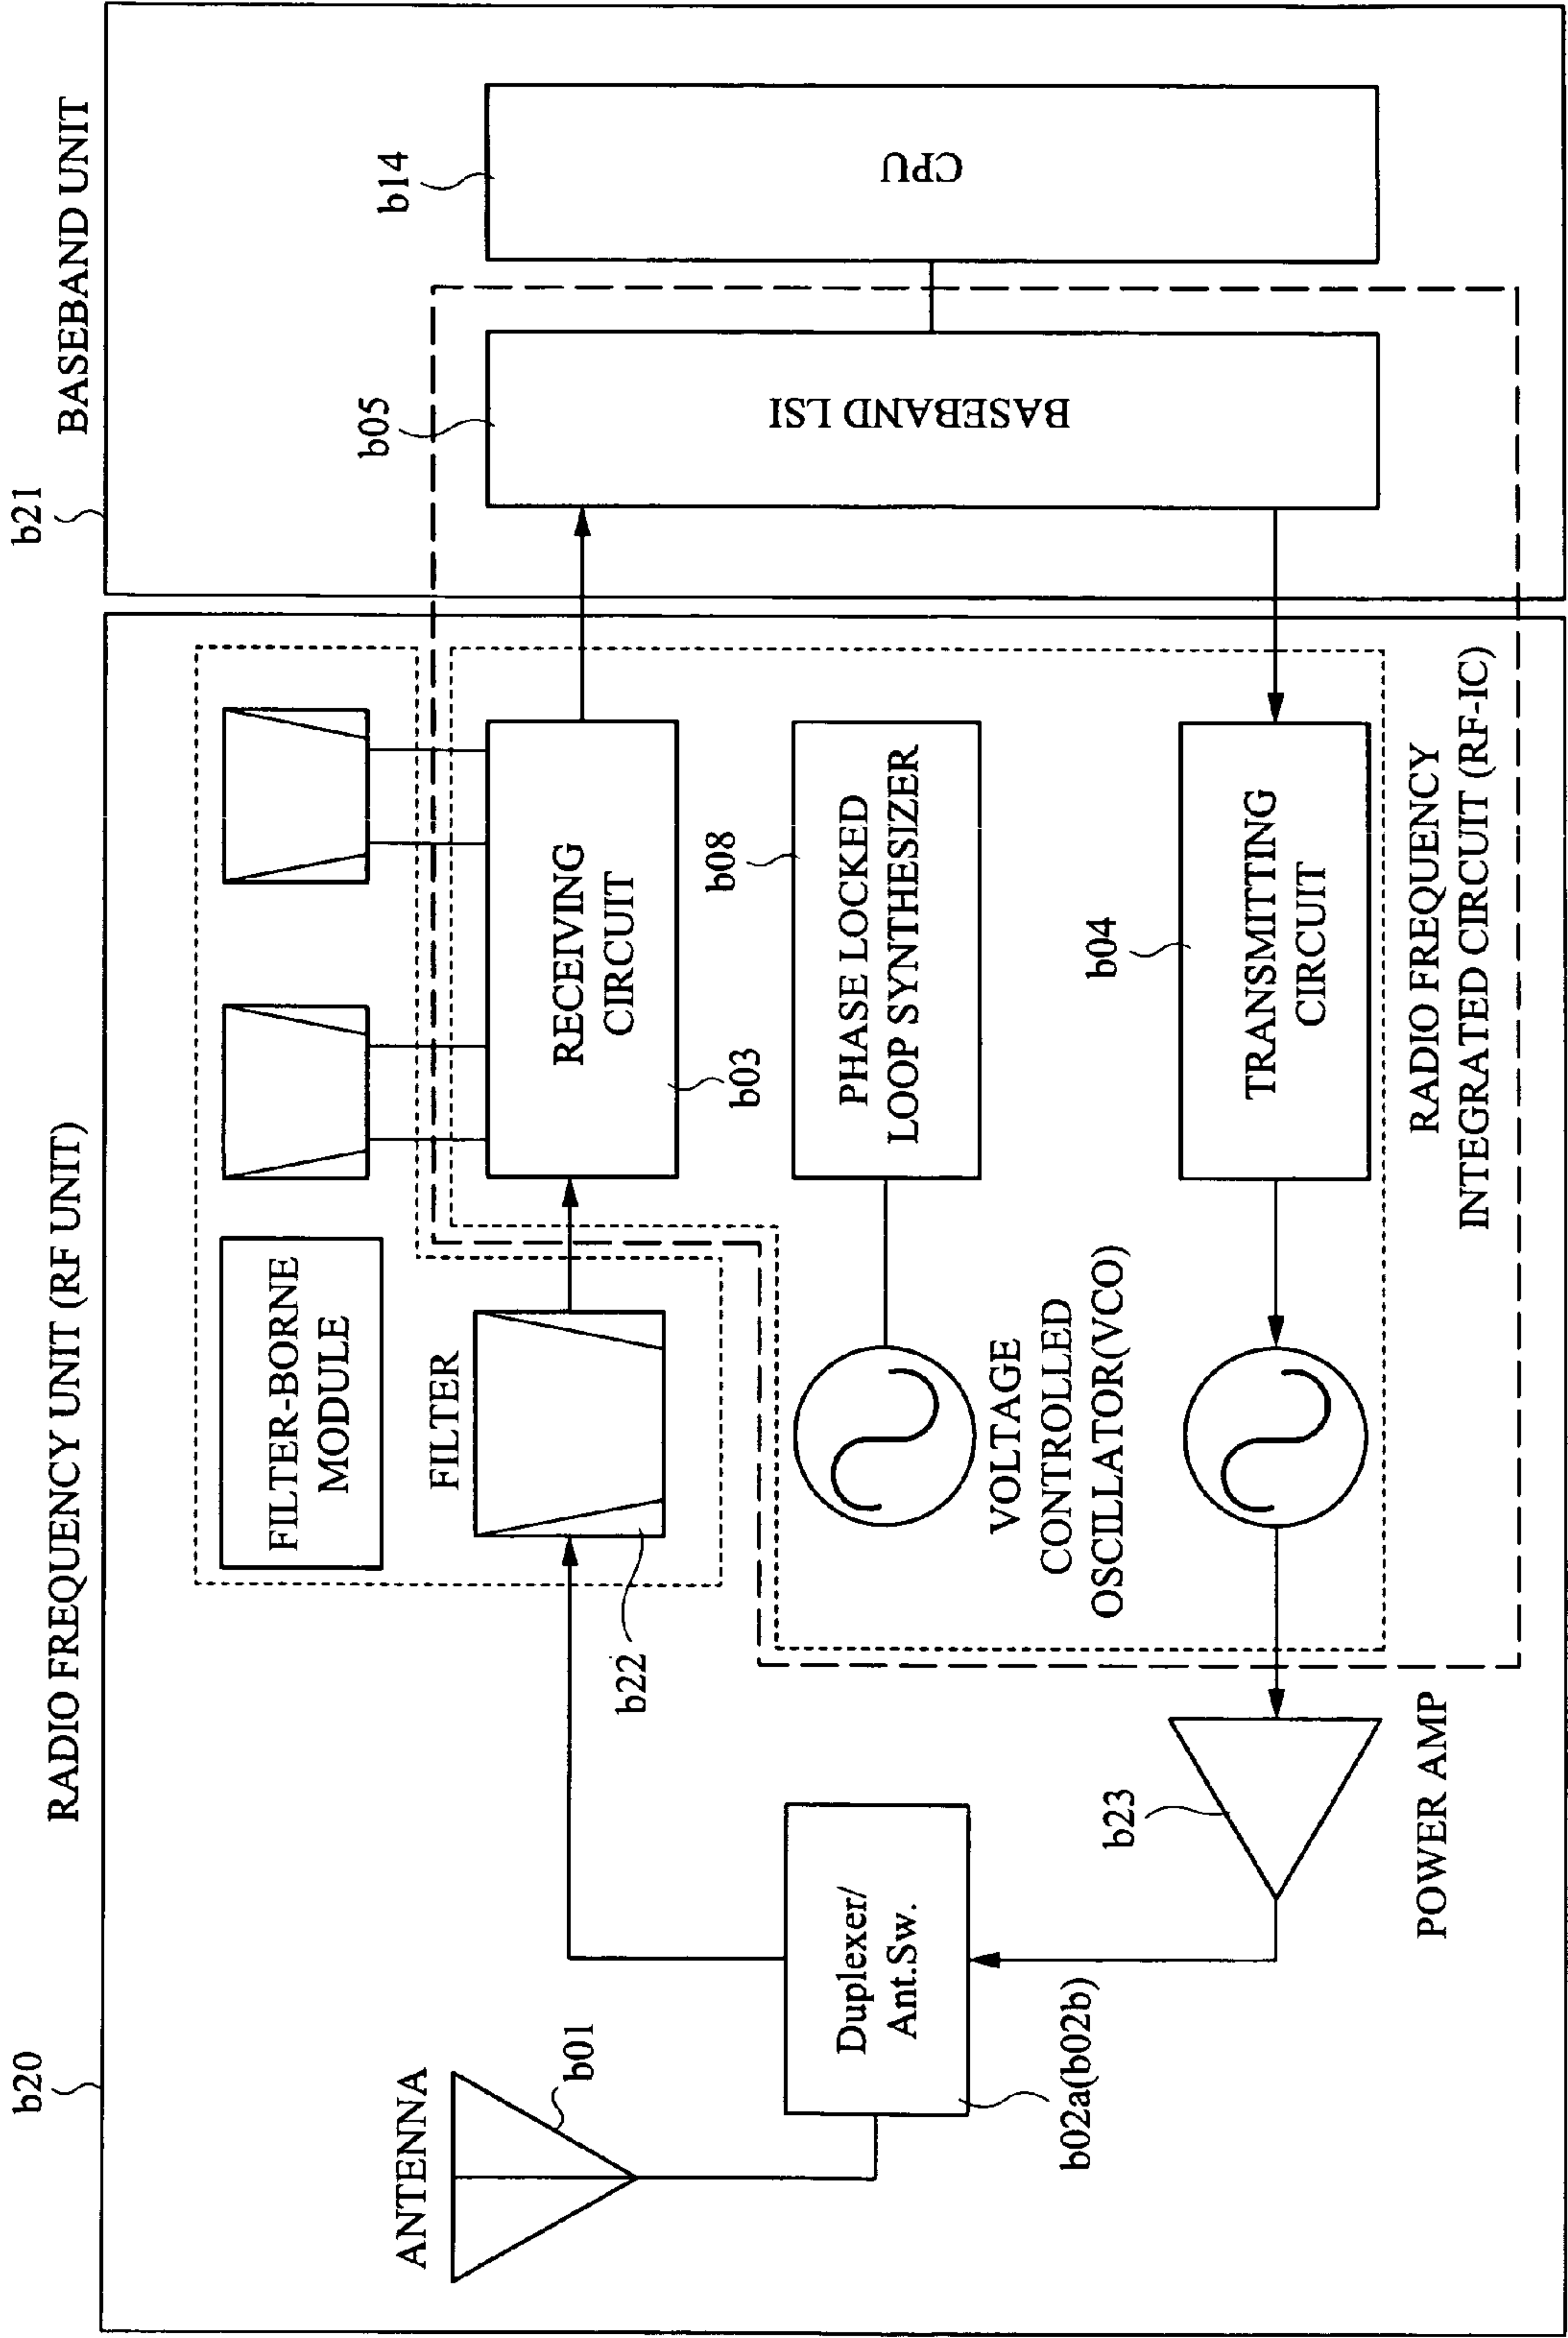 RADIO FREQUENCY UNIT (RF UNIT)
b20
b21
BASEBAND UNIT
ANTENNA
b01
Duplexer/
Ant.Sw.
b02a(b02b)
FILTER-BORNE
MODULE
FILTER
b22
RECEIVING
CIRCUIT
b03
PHASE LOCKED
LOOP SYNTHESIZER
b08
VOLTAGE
CONTROLLED
OSCILLATOR(VCO)
TRANSMITTING
CIRCUIT
b04
RADIO FREQUENCY
INTEGRATED CIRCUIT (RF-IC)
b23
POWER AMP
b05
BASEBAND LSI
b14
CPU